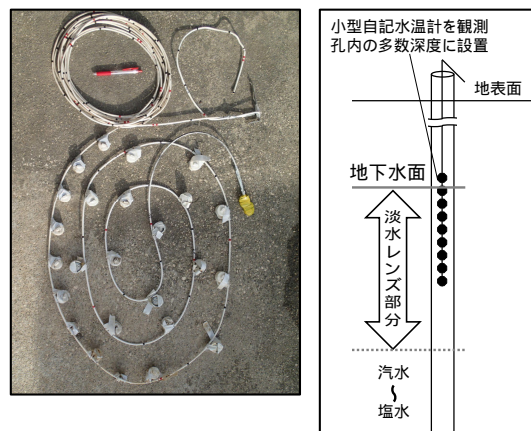 小型自記水温計を観測
孔内の多数深度に設置
地表面
地下水面
淡水レンズ部分
汽水
~
塩水